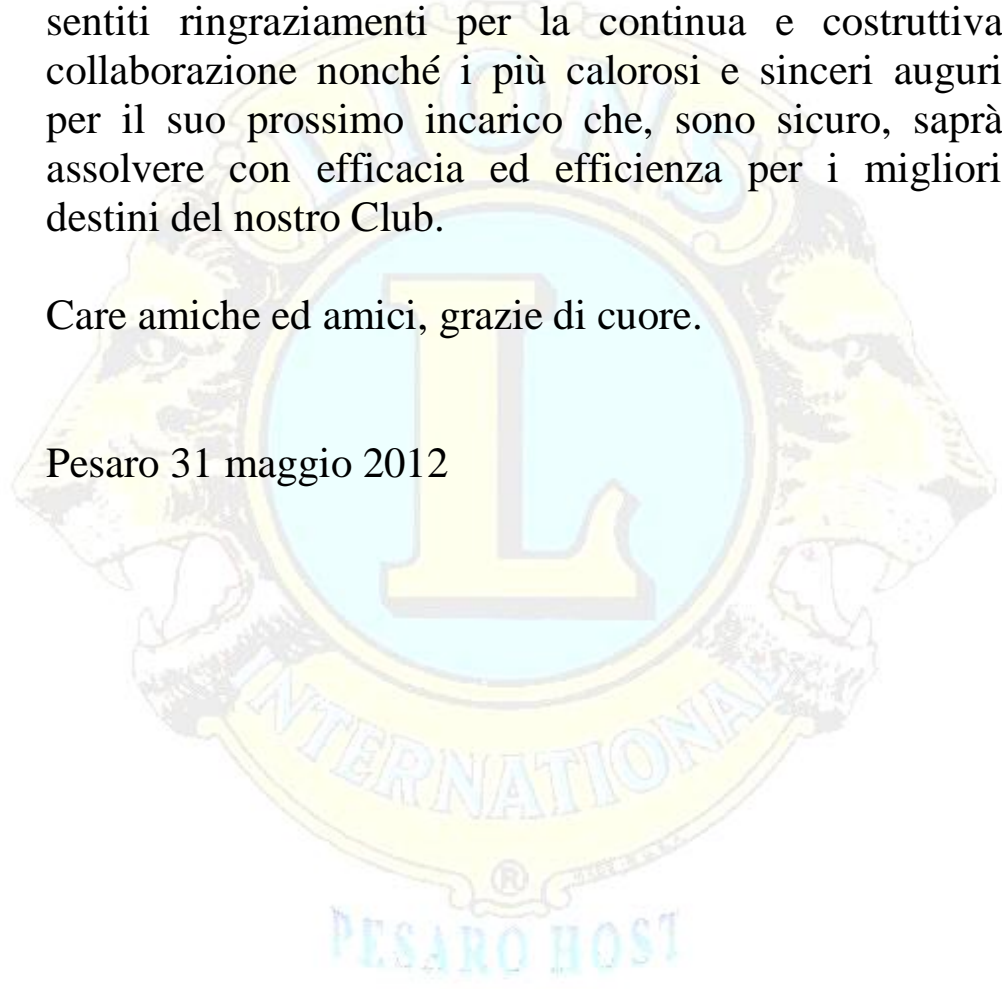 sentiti ringraziamenti per la continua e costruttiva
collaborazione nonché i più calorosi e sinceri auguri
per il suo prossimo incarico che, sono sicuro, saprà
assolvere con efficacia ed efficienza per i migliori
destini del nostro Club.
Care amiche ed amici, grazie di cuore.
Pesaro 31 maggio 2012
LIONS
L
INTERNATIONAL
®
PESARO HOST